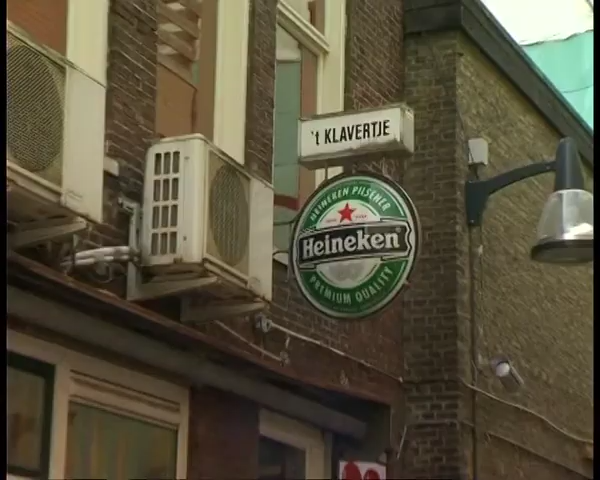 't KLAVERTJE
HEINEKEN PILSENER
Heineken
PREMIUM QUALITY